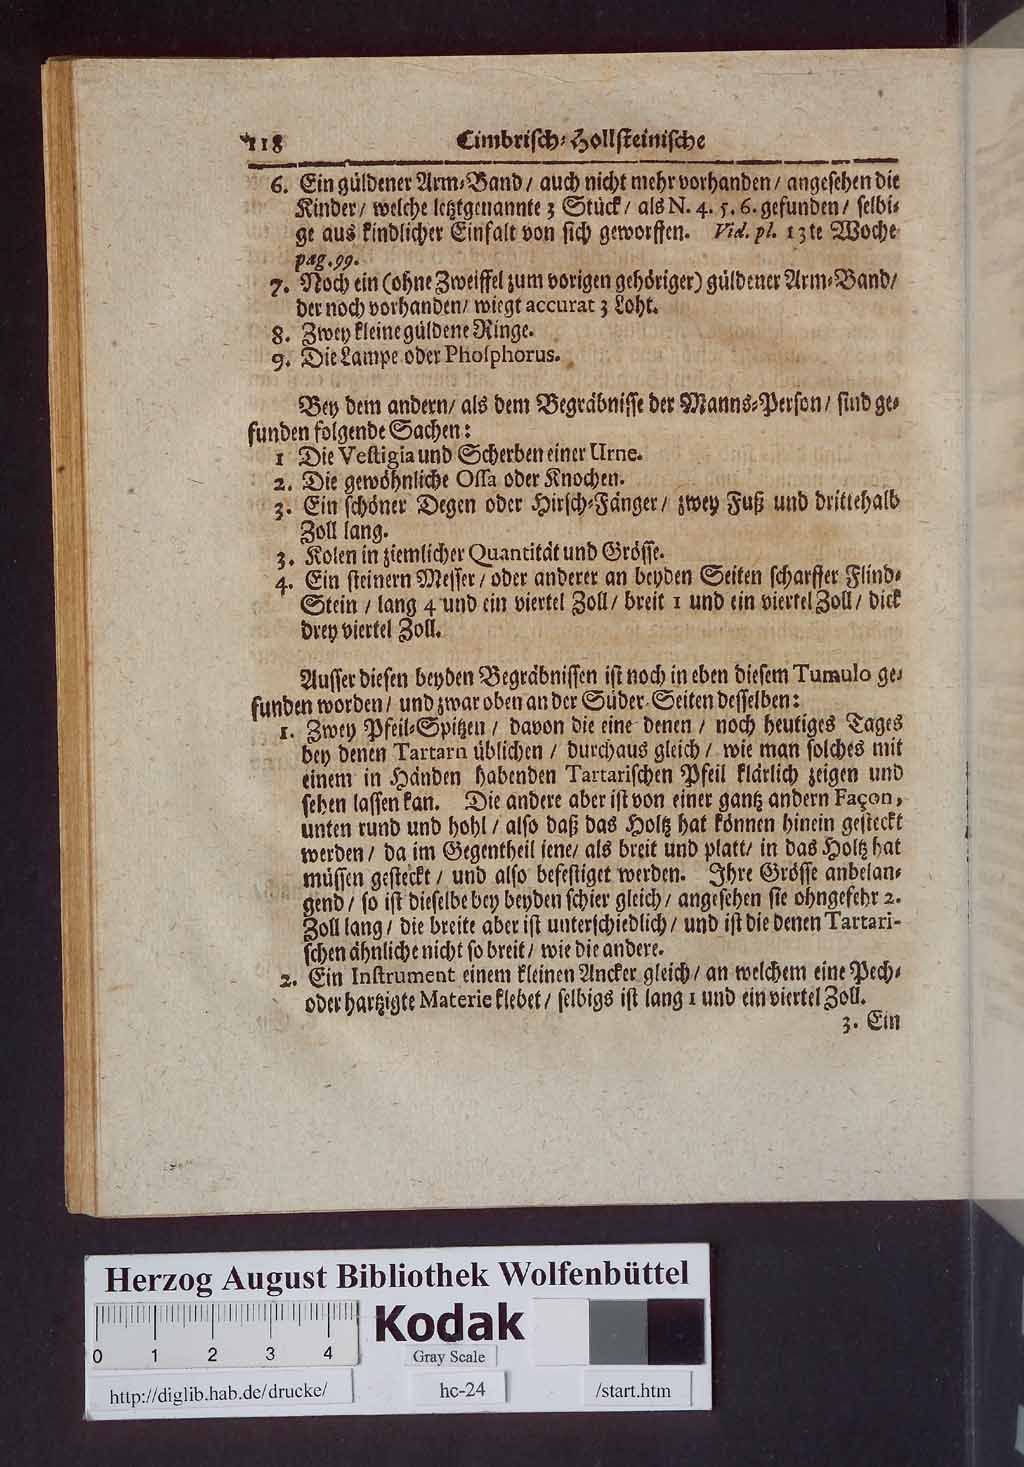 118 Cimbrisch-Hollsteinische
6. Ein güldener Arm-Band / auch nicht mehr vorhanden / angesehen die
Kinder / welche letztgenannte 3 Stück / als N. 4. 5. 6. gefunden / selbi-
ge aus kindlicher Einfalt von sich geworffen. Vid. pl. 13te Woche
pag. 99.
7. Noch ein (ohne Zweiffel zum vorigen gehöriger) güldener Arm-Band /
der noch vorhanden / wiegt accurat 3 Loht.
8. Zwey kleine güldene Ringe.
9. Die Lampe oder Pholphorus.
Bey dem andern / als dem Begräbnisse der Manns-Person / sind ge-
funden folgende Sachen:
1 Die Vestigia und Scherben einer Urne.
2. Die gewöhnliche Ossa oder Knochen.
3. Ein schöner Degen oder Hirsch-Fänger / zwey Fuß und drittehalb
Zoll lang.
3. Kolen in ziemlicher Quantität und Grösse.
4. Ein steinern Messer / oder anderer an beyden Seiten scharffer Flind-
Stein / lang 4 und ein viertel Zoll / breit 1 und ein viertel Zoll / dick
drey viertel Zoll.
Ausser diesen beyden Begräbnissen ist noch in eben diesem Tumulo ge-
funden worden / und zwar oben an der Süder-Seiten desselben:
1. Zwey Pfeil-Spitzen / davon die eine denen / noch heutiges Tages
bey denen Tartarn üblichen / durchaus gleich / wie man solches mit
einem in Händen habenden Tartarischen Pfeil klärlich zeigen und
sehen lassen kan. Die andere aber ist von einer gantz andern Façon,
unten rund und hohl / also daß das Holtz hat können hinein gesteckt
werden / da im Gegentheil jene / als breit und platt / in das Holtz hat
müssen gesteckt / und also befestiget werden. Ihre Grösse anbelan-
gend / so ist dieselbe bey beyden schier gleich / angesehen sie ohngefehr 2.
Zoll lang / die breite aber ist unterschiedlich / und ist die denen Tartari-
schen ähnliche nicht so breit / wie die andere.
2. Ein Instrument einem kleinen Ancker gleich / an welchem eine Pech-
oder hartzigte Materie klebet / selbigs ist lang 1 und ein viertel Zoll.
3. Ein
Herzog August Bibliothek Wolfenbüttel
0 1 2 3 4
Kodak
Gray Scale
http://diglib.hab.de/drucke/ hc-24 /start.htm